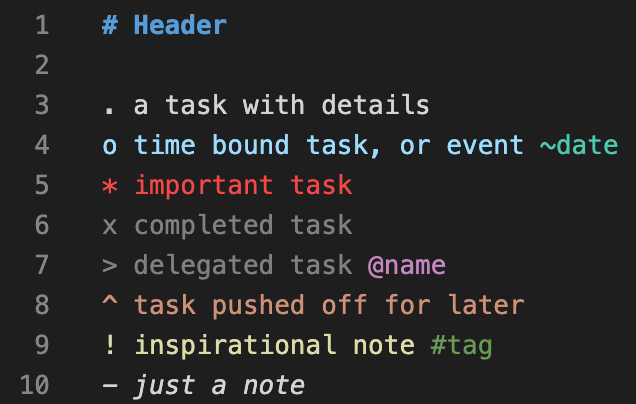 1 # Header
2
3 . a task with details
4 o time bound task, or event ~date
5 * important task
6 x completed task
7 > delegated task @name
8 ^ task pushed off for later
9 ! inspirational note #tag
10 - just a note